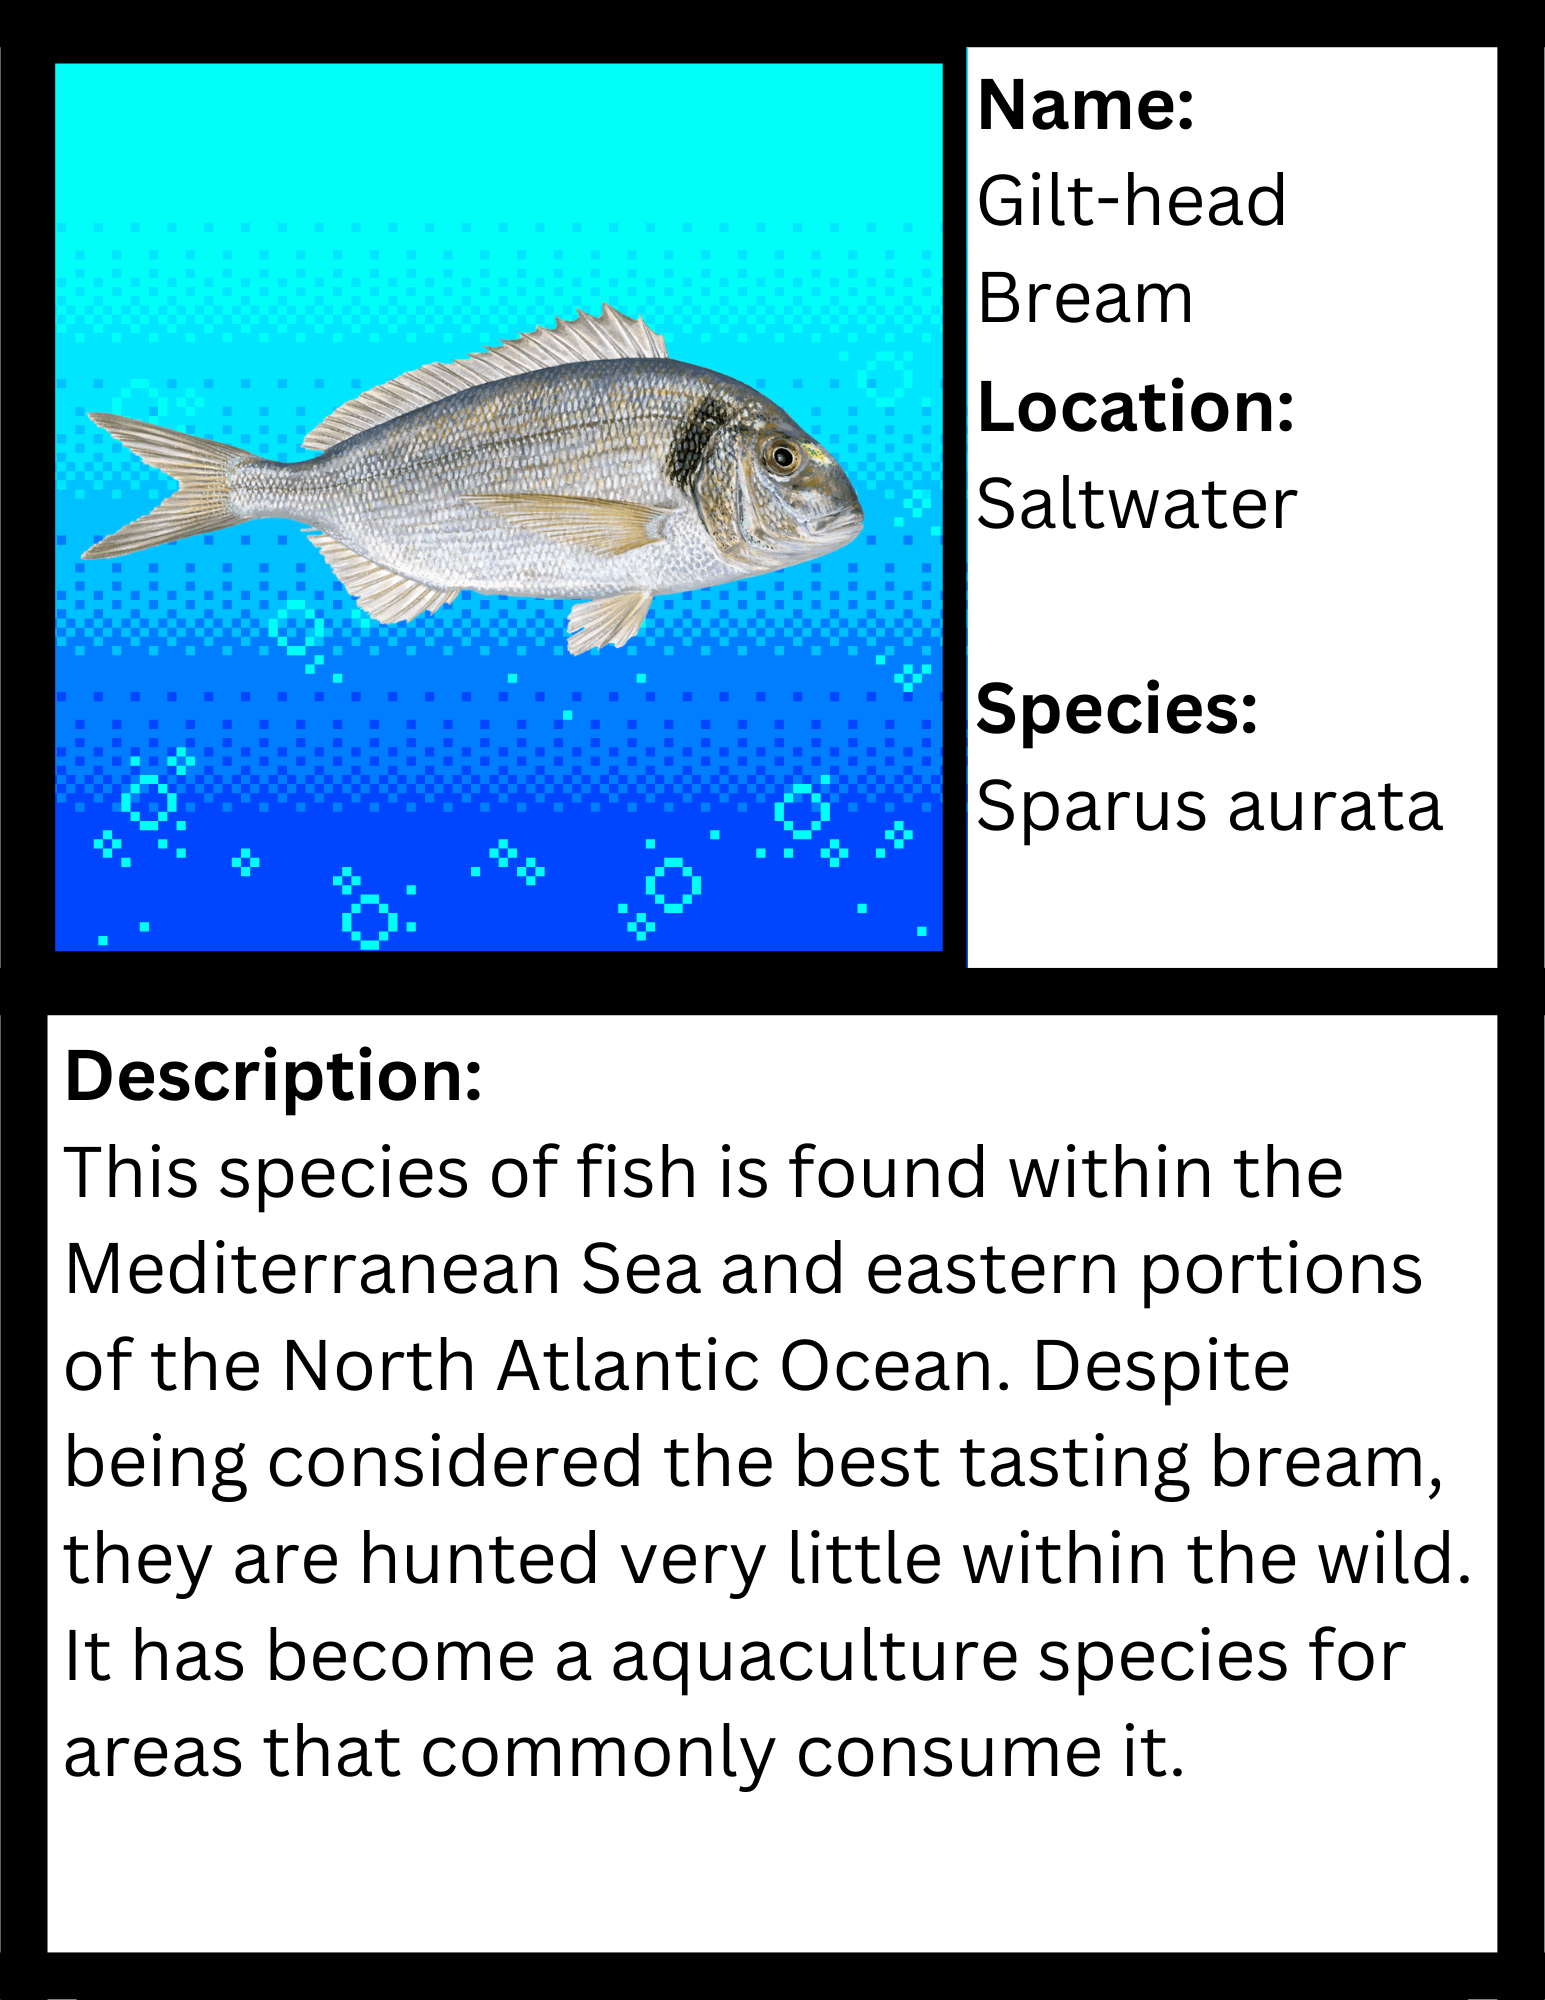 Name:
Gilt-head
Bream
Location:
Saltwater
Species:
Sparus aurata
Description:
This species of fish is found within the
Mediterranean Sea and eastern portions
of the North Atlantic Ocean. Despite
being considered the best tasting bream,
they are hunted very little within the wild.
It has become a aquaculture species for
areas that commonly consume it.